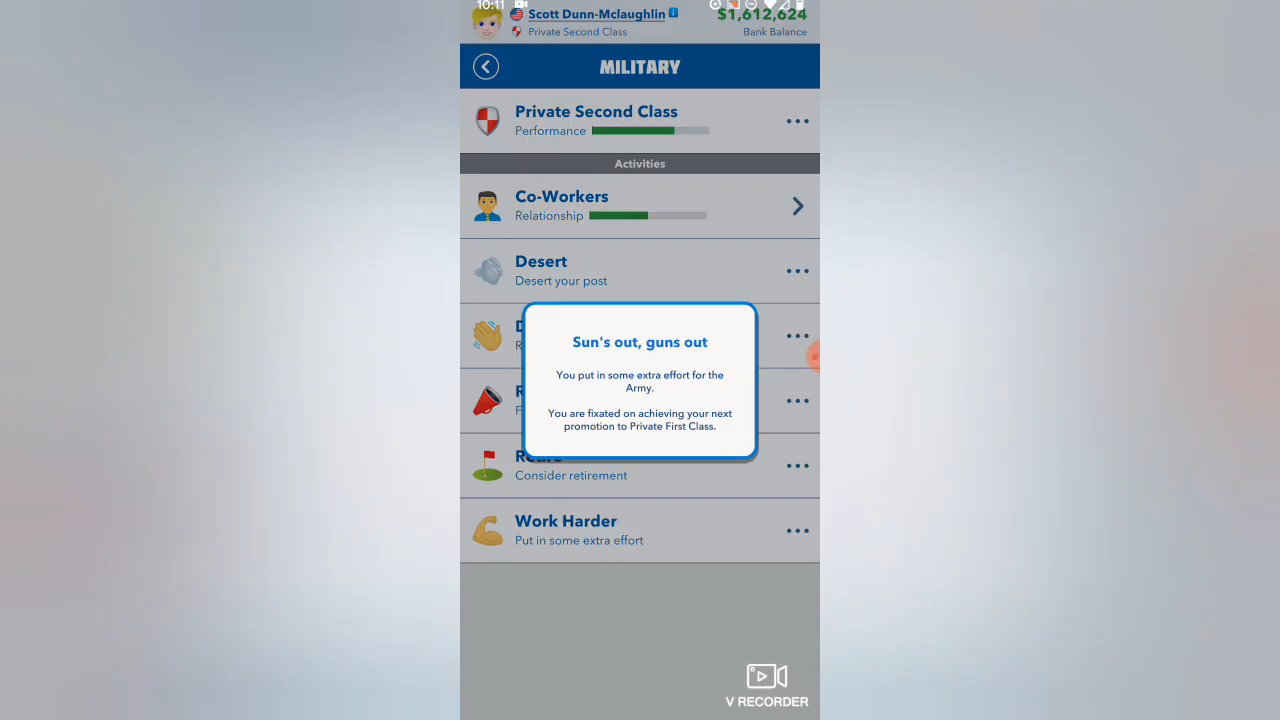 10:11
Scott Dunn-Mclaughlin
$1,612,624
Private Second Class
Bank Balance
MILITARY
Private Second Class
Performance
Activities
Co-Workers
Relationship
Desert
Desert your post
D
R
Sun's out, guns out
You put in some extra effort for the
Army.
You are fixated on achieving your next
promotion to Private First Class.
R
F
Retire
Consider retirement
Work Harder
Put in some extra effort
V RECORDER